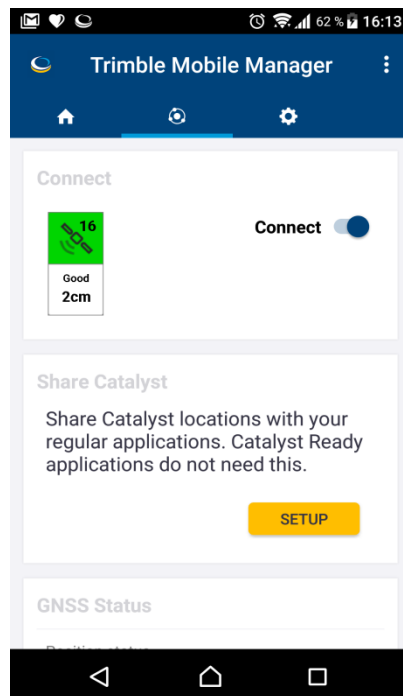 62 % 16:13
Trimble Mobile Manager
Connect
16
Connect
Good
2cm
Share Catalyst
Share Catalyst locations with your
regular applications. Catalyst Ready
applications do not need this.
SETUP
GNSS Status